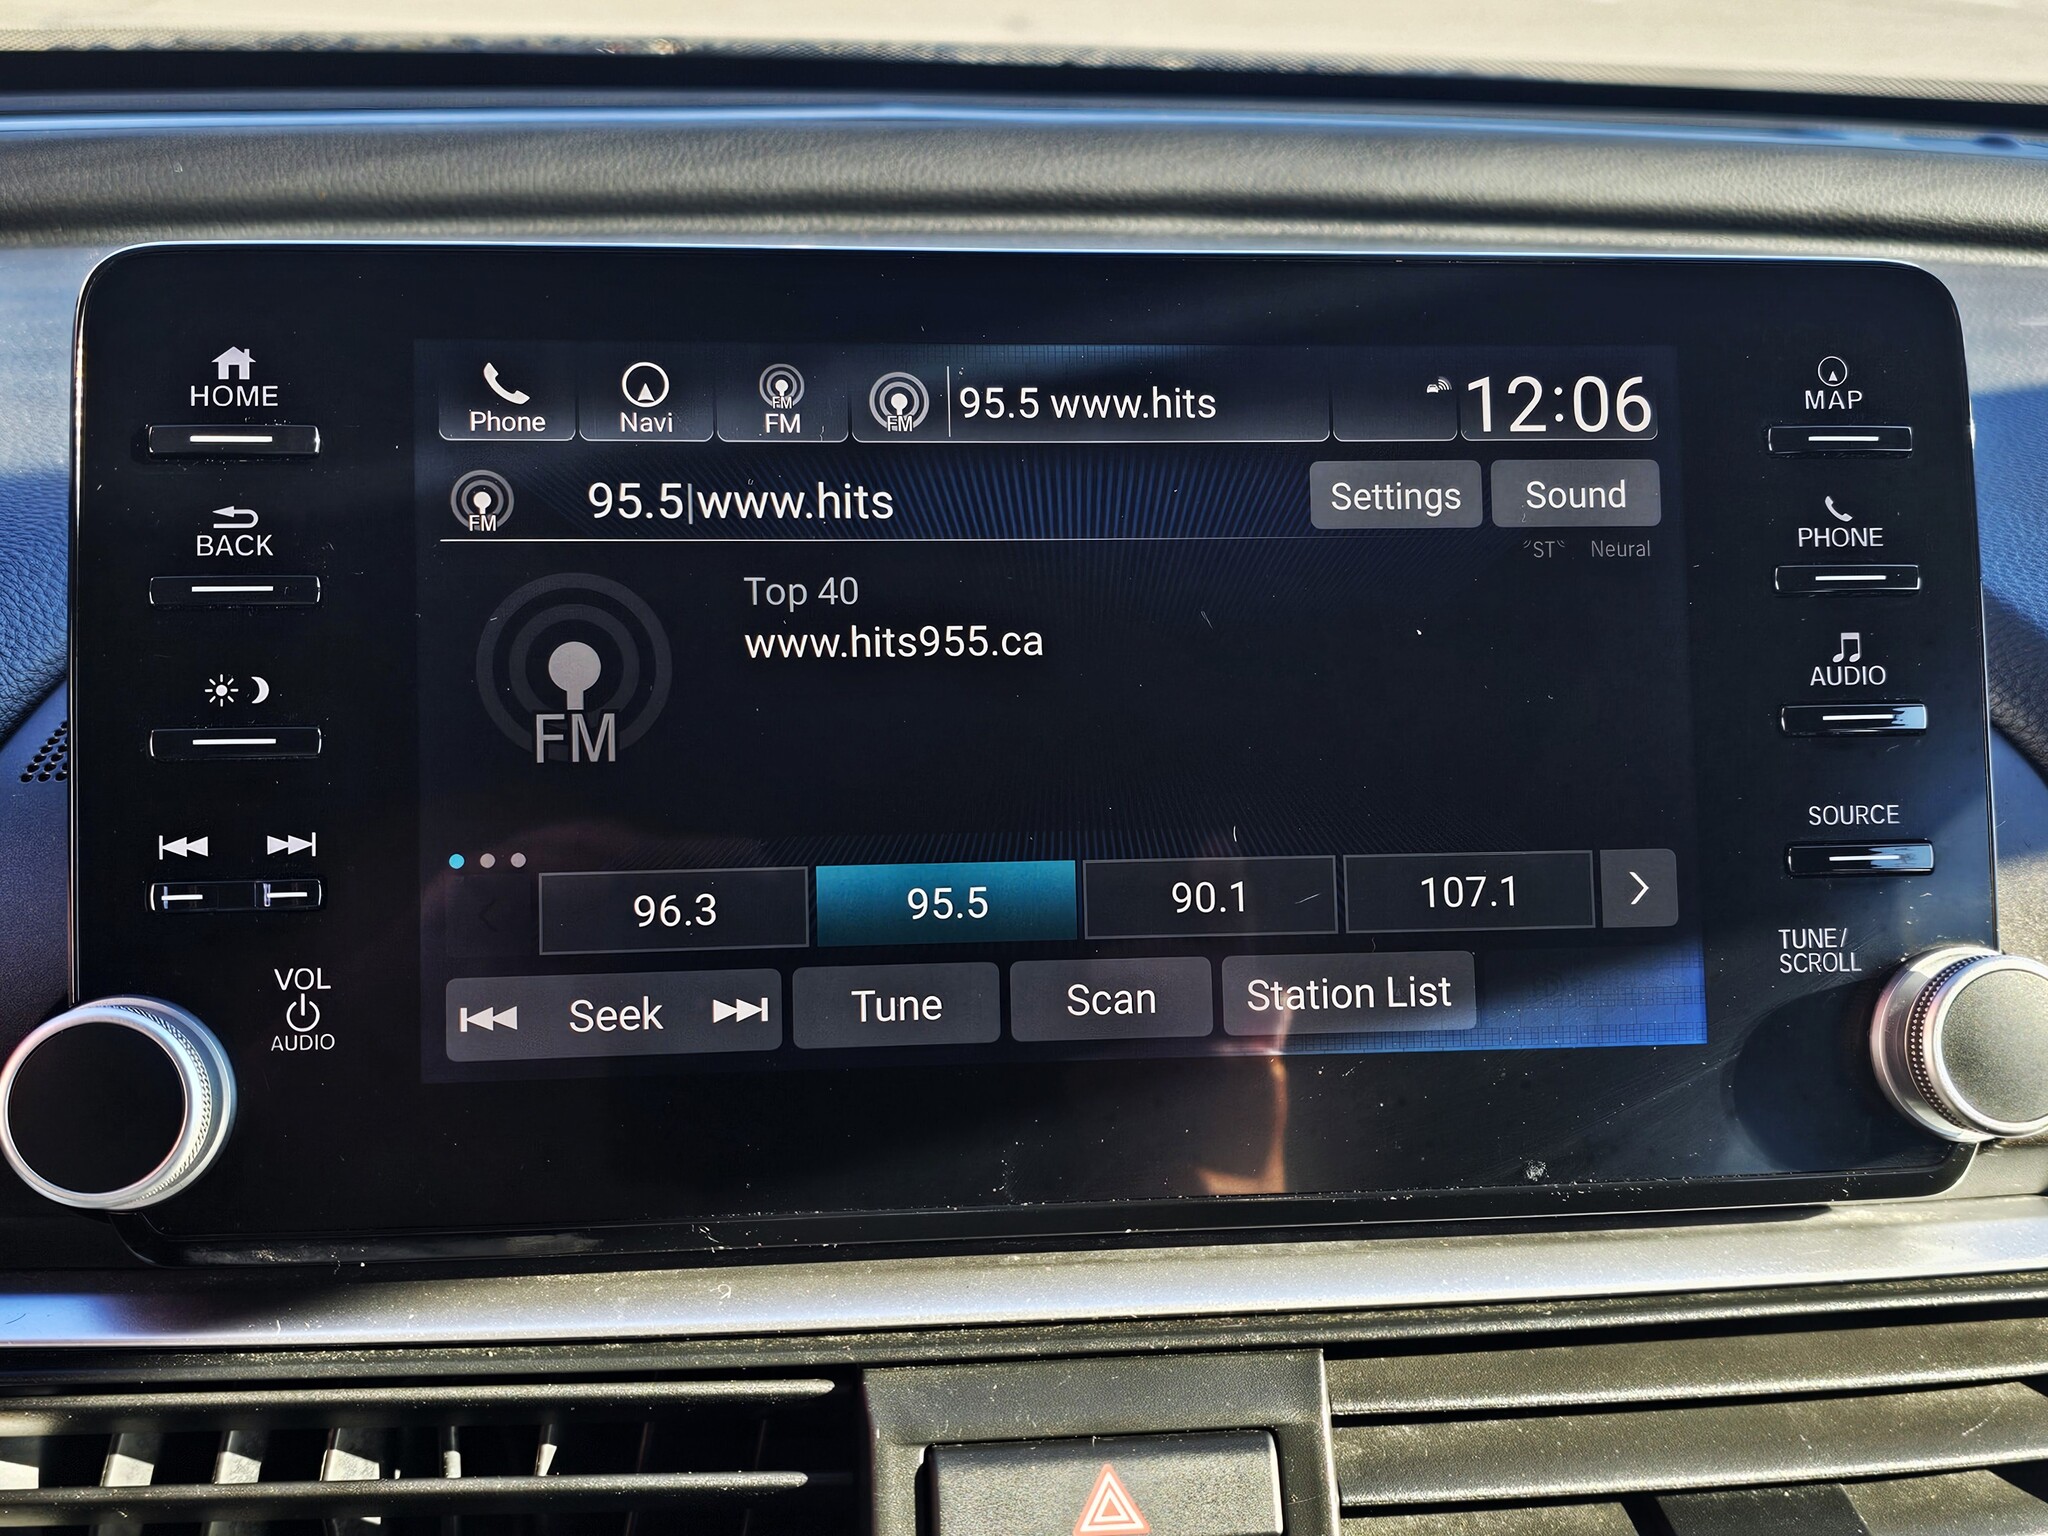 HOME
BACK
VOL
AUDIO
Phone
Navi
FM
FM
FM
95.5 www.hits
12:06
FM
95.5|www.hits
Settings
Sound
"ST"
Neural
FM
Top 40
www.hits955.ca
96.3
95.5
90.1
107.1
Seek
Tune
Scan
Station List
MAP
PHONE
AUDIO
SOURCE
TUNE/
SCROLL